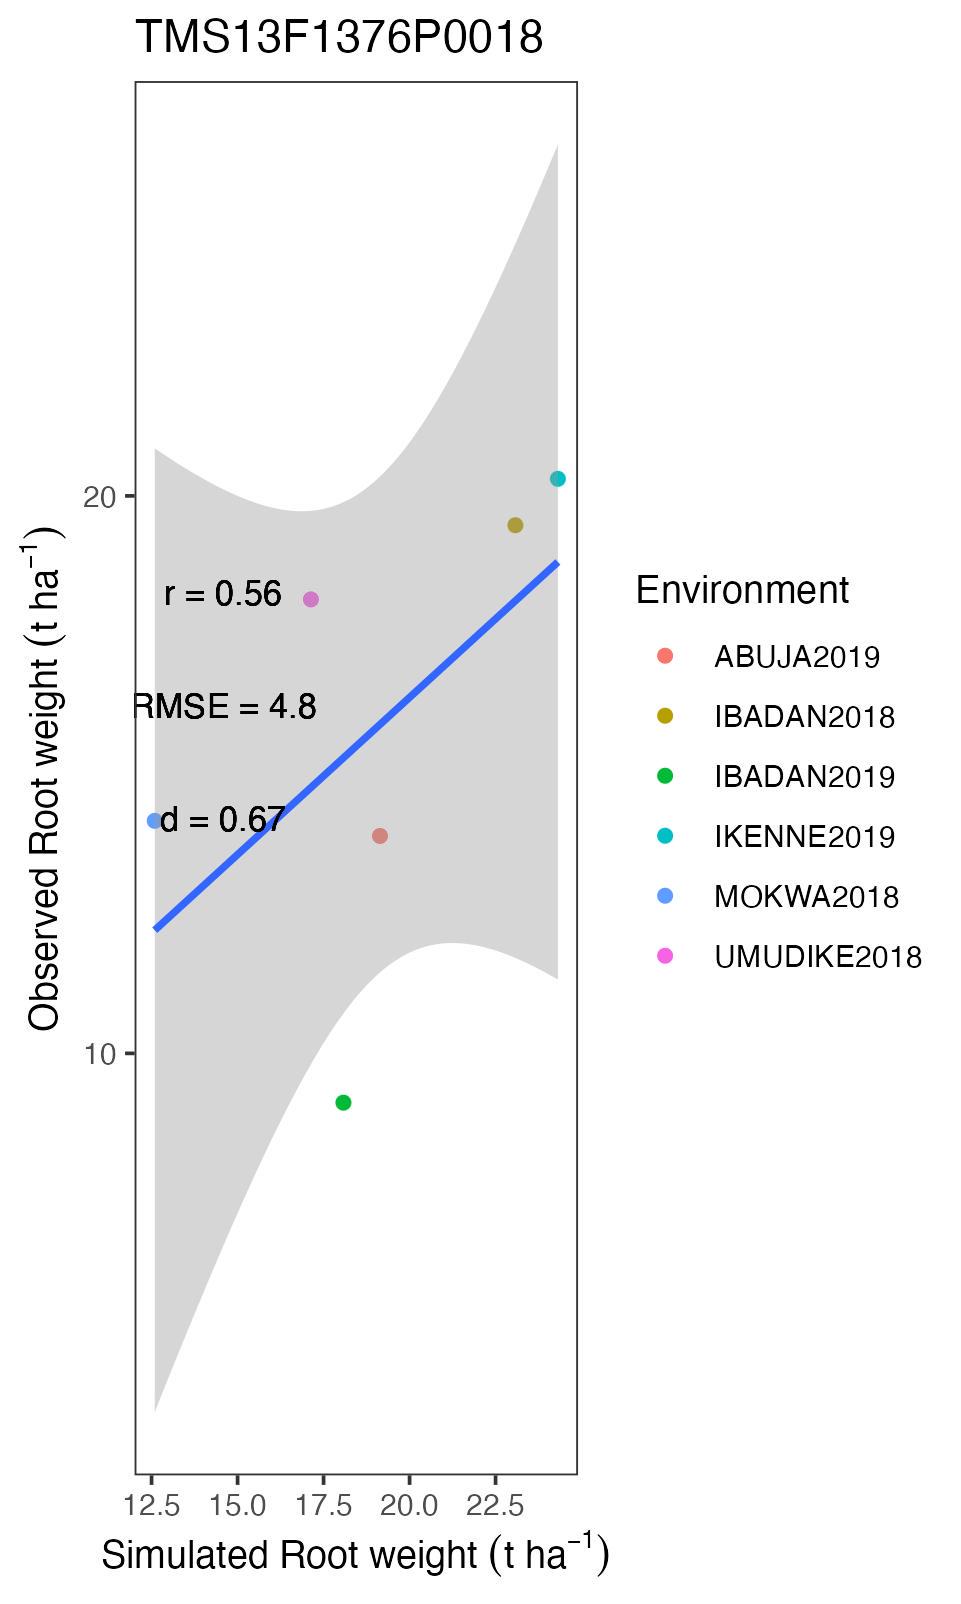 TMS13F1376P0018
Observed Root weight (t ha⁻¹)
20
10
r = 0.56
RMSE = 4.8
d = 0.67
12.5 15.0 17.5 20.0 22.5
Simulated Root weight (t ha⁻¹)
Environment
ABUJA2019
IBADAN2018
IBADAN2019
IKENNE2019
MOKWA2018
UMUDIKE2018